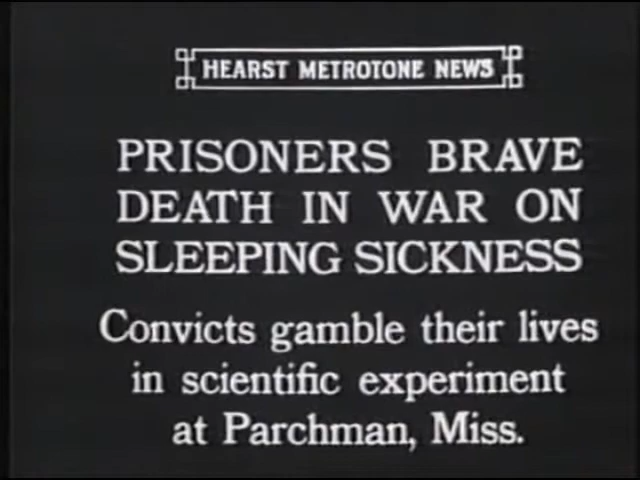 HEARST METROTONE NEWS
PRISONERS BRAVE
DEATH IN WAR ON
SLEEPING SICKNESS
Convicts gamble their lives
in scientific experiment
at Parchman, Miss.